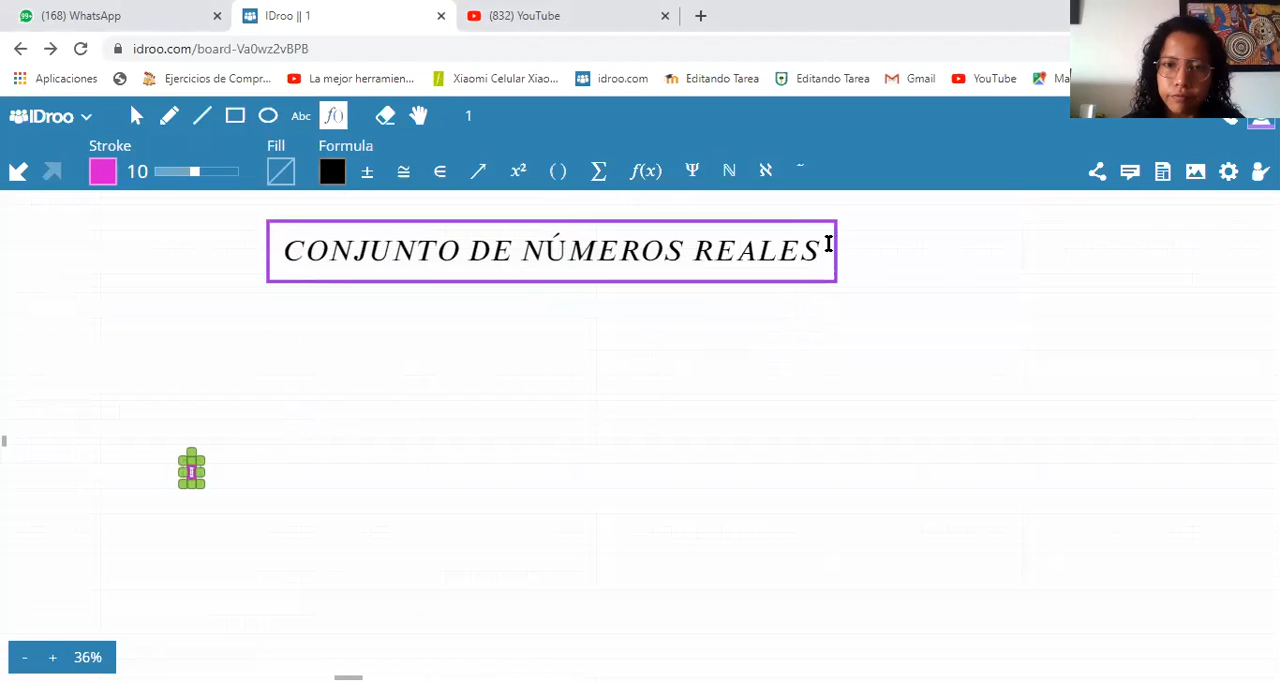 (168) WhatsApp
IDroo || 1
(832) YouTube
idroo.com/board-Va0wz2vBPB
Aplicaciones
Ejercicios de Compr...
La mejor herramien...
Xiaomi Celular Xiao...
idroo.com
Editando Tarea
Editando Tarea
Gmail
YouTube
IDroo
Abc
f()
1
Stroke
Fill
Formula
10
± ≅ ∈ x² ( ) ∑ f(x) Ψ ℕ ℵ ˜
CONJUNTO DE NÚMEROS REALES
- + 36%